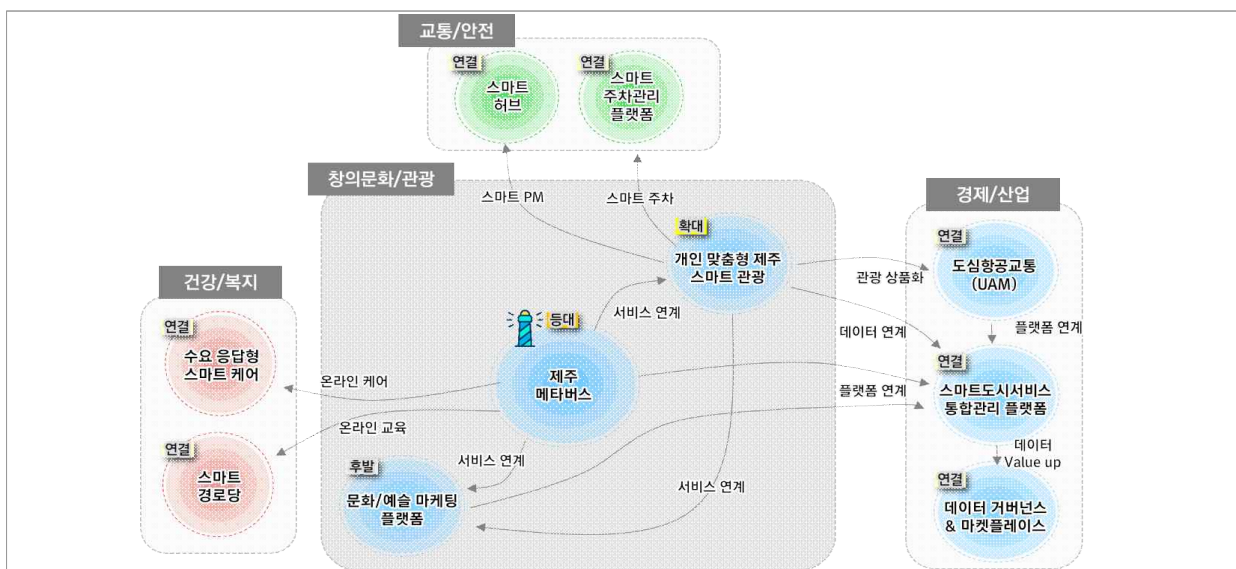 교통/안전
연결
스마트
허브
연결
스마트
주차관리
플랫폼
창의문화/관광
스마트 PM
스마트 주차
확대
개인 맞춤형 제주
스마트 관광
경제/산업
연결
도심항공교통
(UAM)
관광 상품화
플랫폼 연계
데이터 연계
서비스 연계
건강/복지
연결
수요 응답형
스마트 케어
온라인 케어
등대
제주
메타버스
플랫폼 연계
연결
스마트도시서비스
통합관리 플랫폼
온라인 교육
연결
스마트
경로당
서비스 연계
후발
문화/예술 마케팅
플랫폼
서비스 연계
데이터
Value up
연결
데이터 거버넌스
& 마켓플레이스